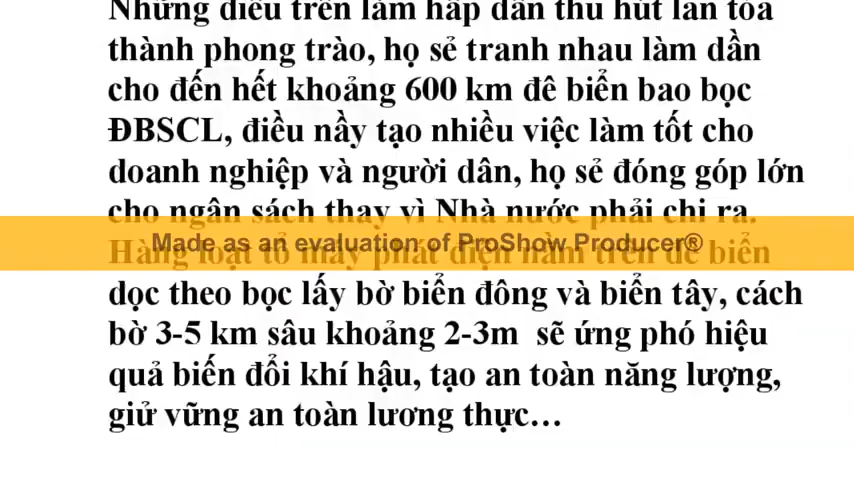 Những điều trên làm hấp dẫn thu hút lan tỏa
thành phong trào, họ sẻ tranh nhau làm dần
cho đến hết khoảng 600 km đê biển bao bọc
ĐBSCL, điều nầy tạo nhiều việc làm tốt cho
doanh nghiệp và người dân, họ sẻ đóng góp lớn
cho ngân sách thay vì Nhà nước phải chi ra.
Made as an evaluation of ProShow Producer®
Hàng loạt tổ máy phát điện nằm trên đê biển
dọc theo bọc lấy bờ biển đông và biển tây, cách
bờ 3-5 km sâu khoảng 2-3m sẽ ứng phó hiệu
quả biến đổi khí hậu, tạo an toàn năng lượng,
giử vững an toàn lương thực…